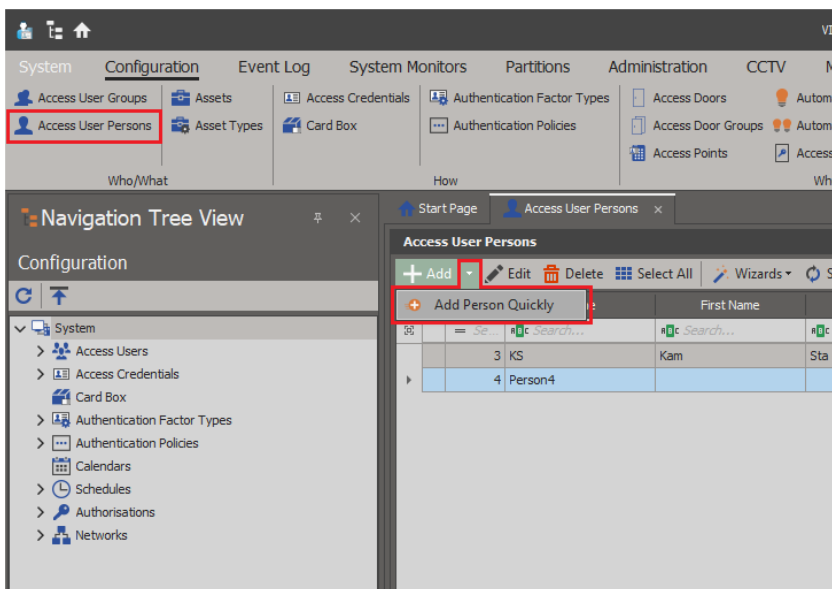 VI
System Configuration Event Log System Monitors Partitions Administration CCTV
Access User Groups Assets Access Credentials Authentication Factor Types Access Doors Autom
Access User Persons Asset Types Card Box Authentication Policies Access Door Groups Autom
Access Points Access
Who/What How Wh
Navigation Tree View
Start Page Access User Persons
Access User Persons
Configuration
Add Edit Delete Select All Wizards S
Add Person Quickly e First Name
= Se... Search... Search...
System
3 KS Kam Sta
Access Users
4 Person4
Access Credentials
Card Box
Authentication Factor Types
Authentication Policies
Calendars
Schedules
Authorisations
Networks